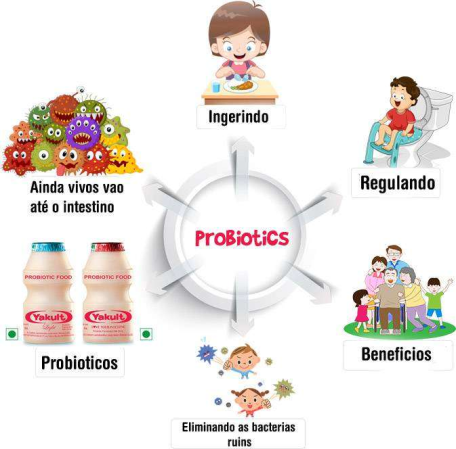 Ingerindo
Ainda vivos vao
até o intestino
Regulando
ProBiotics
PROBIOTIC FOOD
Yakult
Light
PROBIOTIC FOOD
Yakult
Probioticos
Beneficios
Eliminando as bacterias
ruins